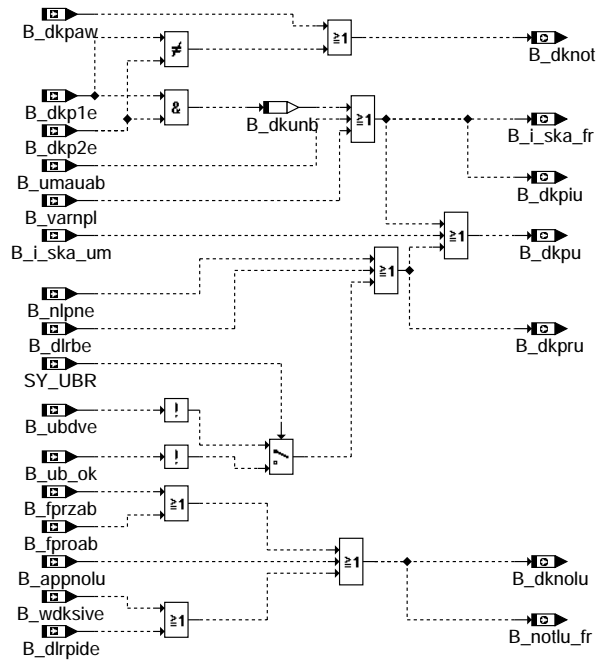 B_dkpaw
≠
≧1
B_dknot
B_dkp1e
&
B_dkunb
≧1
B_i_ska_fr
B_dkp2e
B_umauab
B_dkpiu
B_varnpl
≧1
B_dkpu
B_i_ska_um
≧1
B_nlpne
B_dlrbe
B_dkpru
SY_UBR
B_ubdve
!
B_ub_ok
!
B_fprzab
≧1
B_fproab
≧1
B_appnolu
B_dknolu
B_wdksive
≧1
B_dlrpide
B_notlu_fr